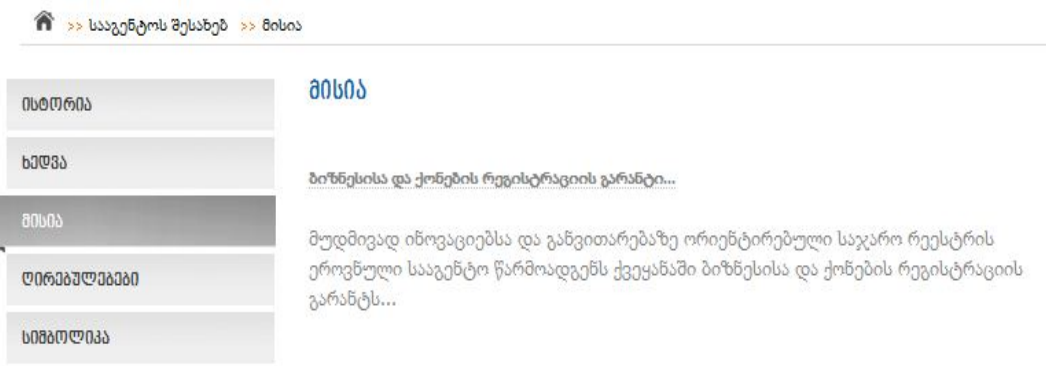 >> სააგენტოს შესახებ >> მისია
ისტორია
ხედვა
მისია
ღირებულებები
სიმბოლიკა
მისია
ბიზნესისა და ქონების რეგისტრაციის გარანტი...
მუდმივად ინოვაციებსა და განვითარებაზე ორიენტირებული საჯარო რეესტრის
ეროვნული სააგენტო წარმოადგენს ქვეყანაში ბიზნესისა და ქონების რეგისტრაციის
გარანტს...